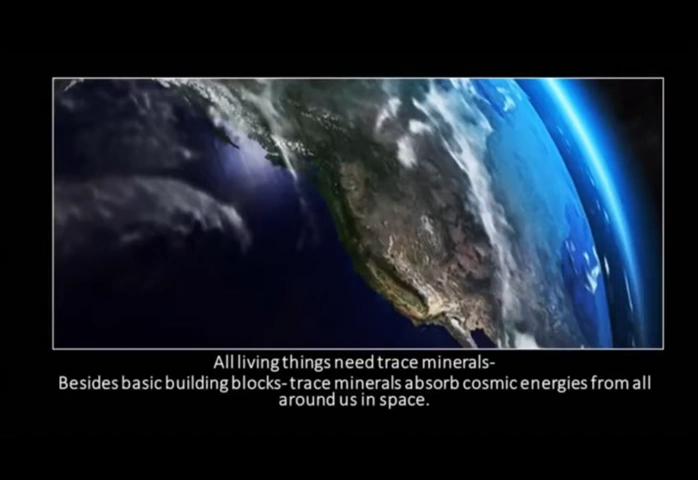 All living things need trace minerals-
Besides basic building blocks- trace minerals absorb cosmic energies from all
around us in space.